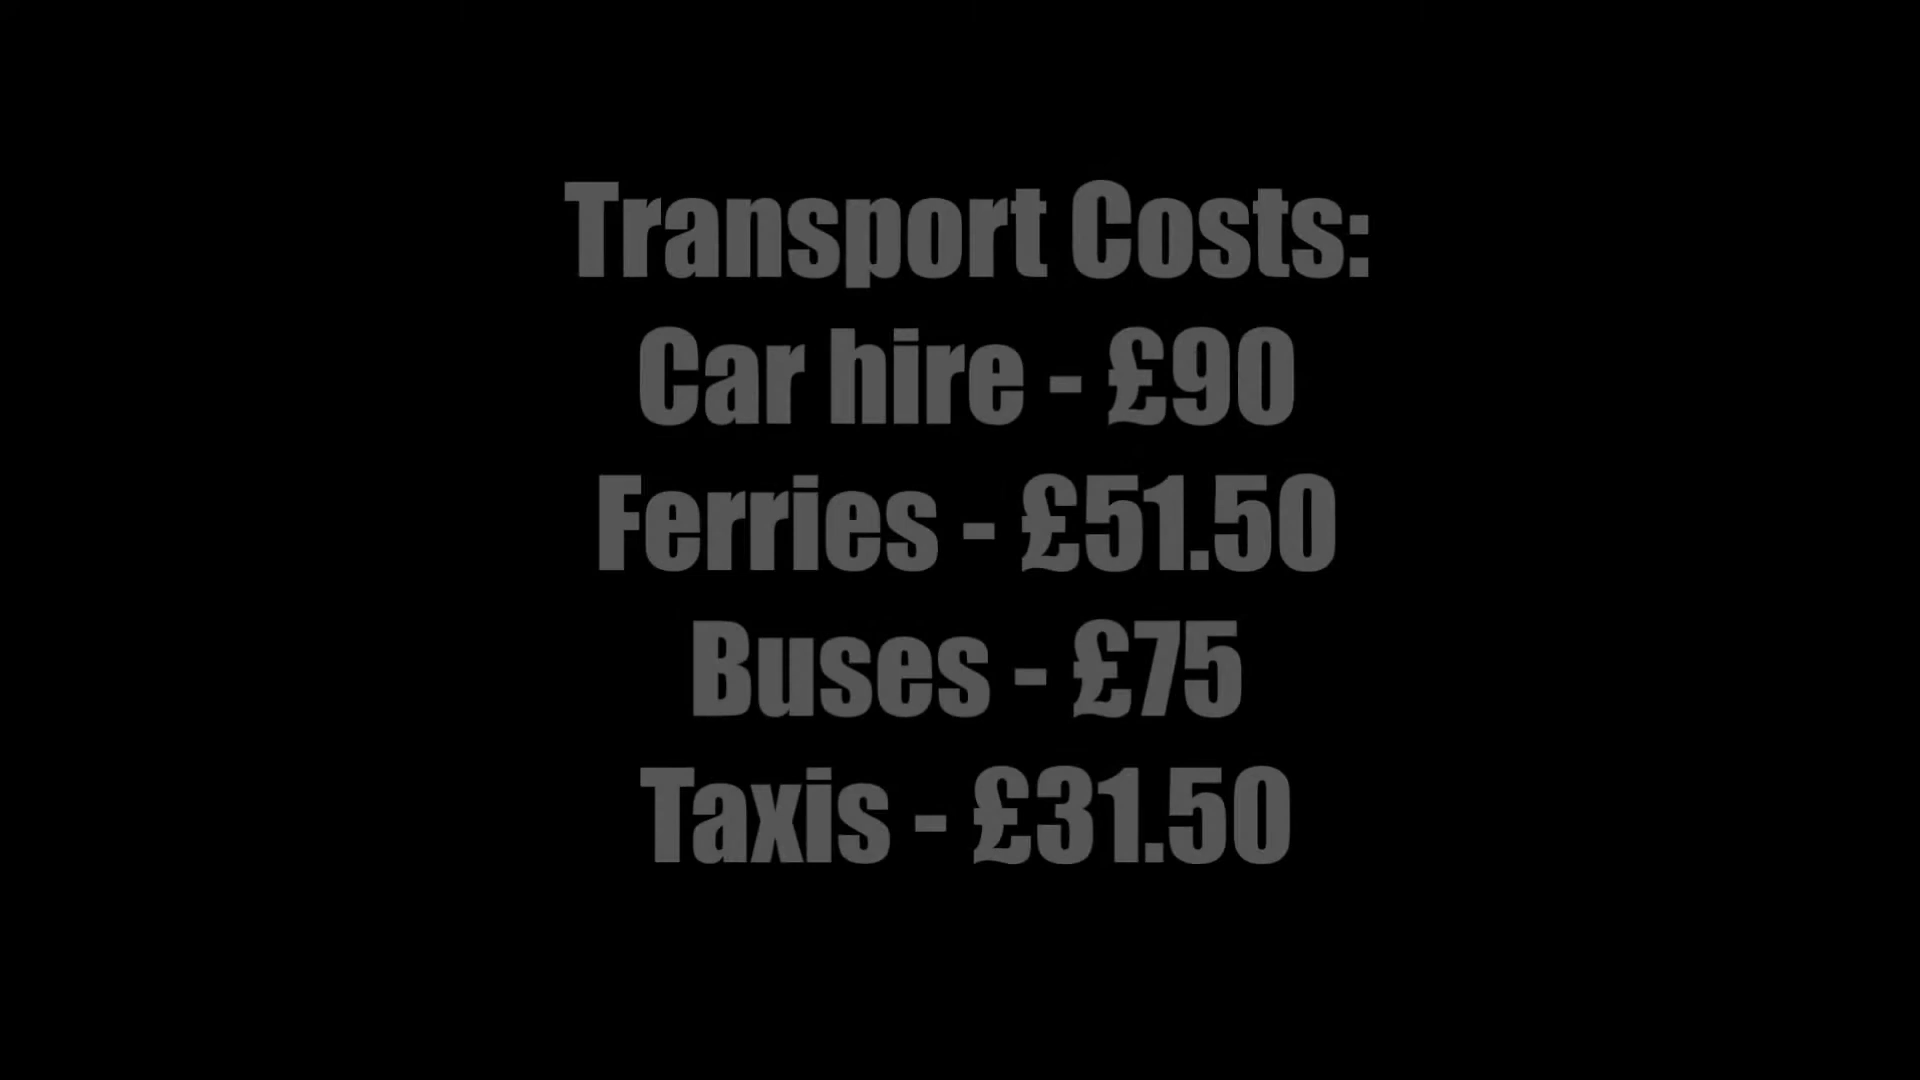 Transport Costs:
Car hire - £90
Ferries - £51.50
Buses - £75
Taxis - £31.50